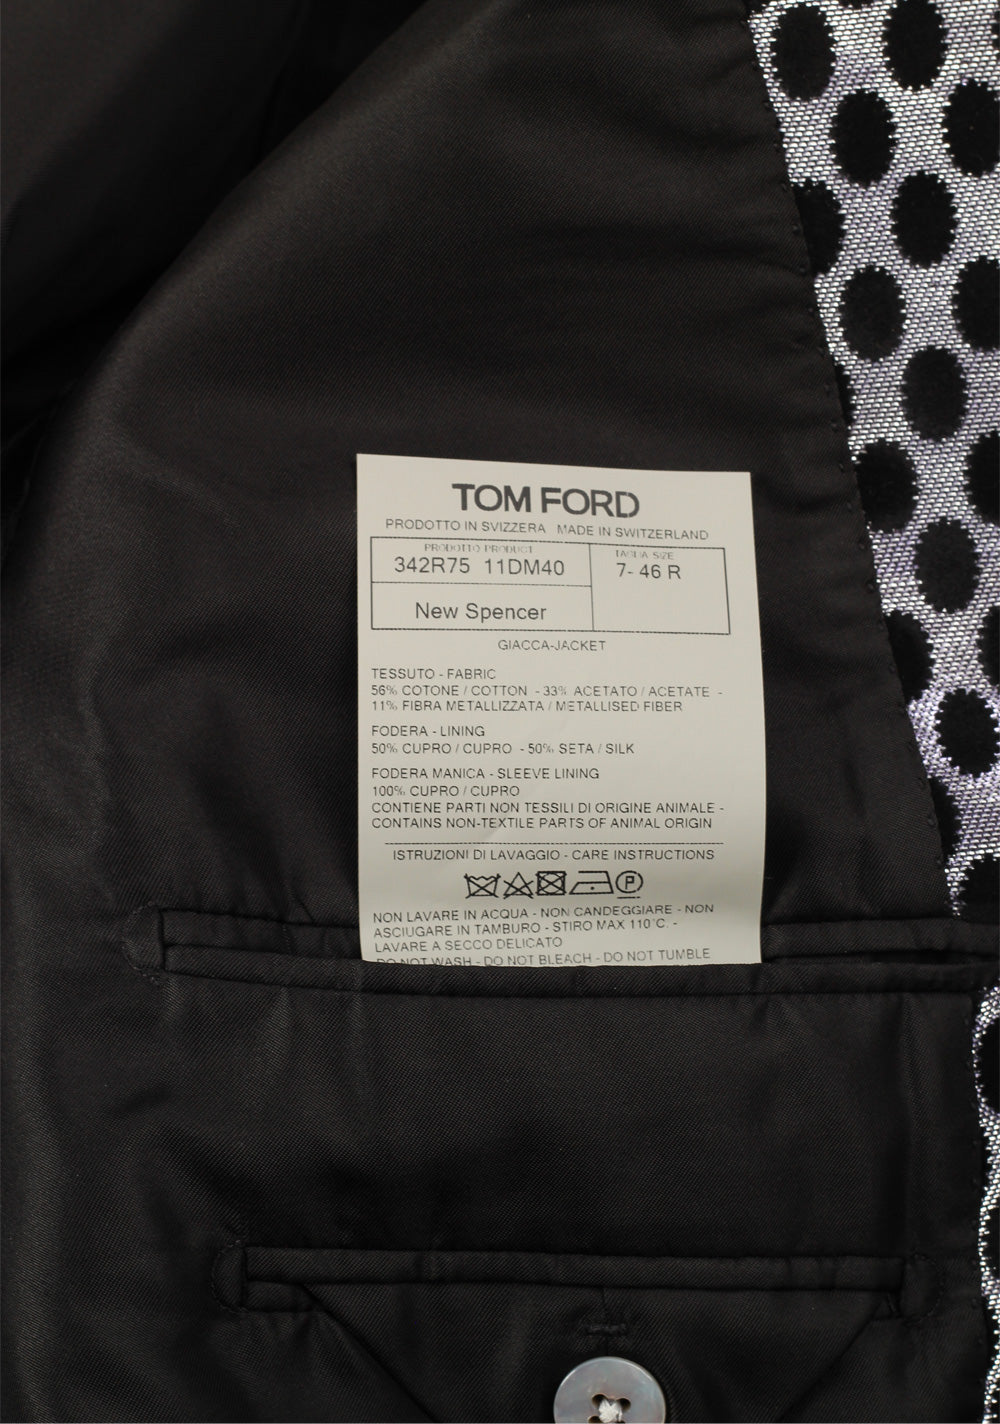 TOM FORD
PRODOTTO IN SVIZZERA MADE IN SWITZERLAND
PRODOTTO PRODUCT
342R75 11DM40
TAGLIA SIZE
7- 46 R
New Spencer
GIACCA-JACKET
TESSUTO - FABRIC
56% COTONE / COTTON - 33% ACETATO / ACETATE -
11% FIBRA METALLIZZATA / METALLISED FIBER
FODERA - LINING
50% CUPRO / CUPRO - 50% SETA / SILK
FODERA MANICA - SLEEVE LINING
100% CUPRO / CUPRO
CONTIENE PARTI NON TESSILI DI ORIGINE ANIMALE -
CONTAINS NON-TEXTILE PARTS OF ANIMAL ORIGIN
ISTRUZIONI DI LAVAGGIO - CARE INSTRUCTIONS
P
NON LAVARE IN ACQUA - NON CANDEGGIARE - NON
ASCIUGARE IN TAMBURO - STIRO MAX 110°C. -
LAVARE A SECCO DELICATO
DO NOT WASH - DO NOT BLEACH - DO NOT TUMBLE